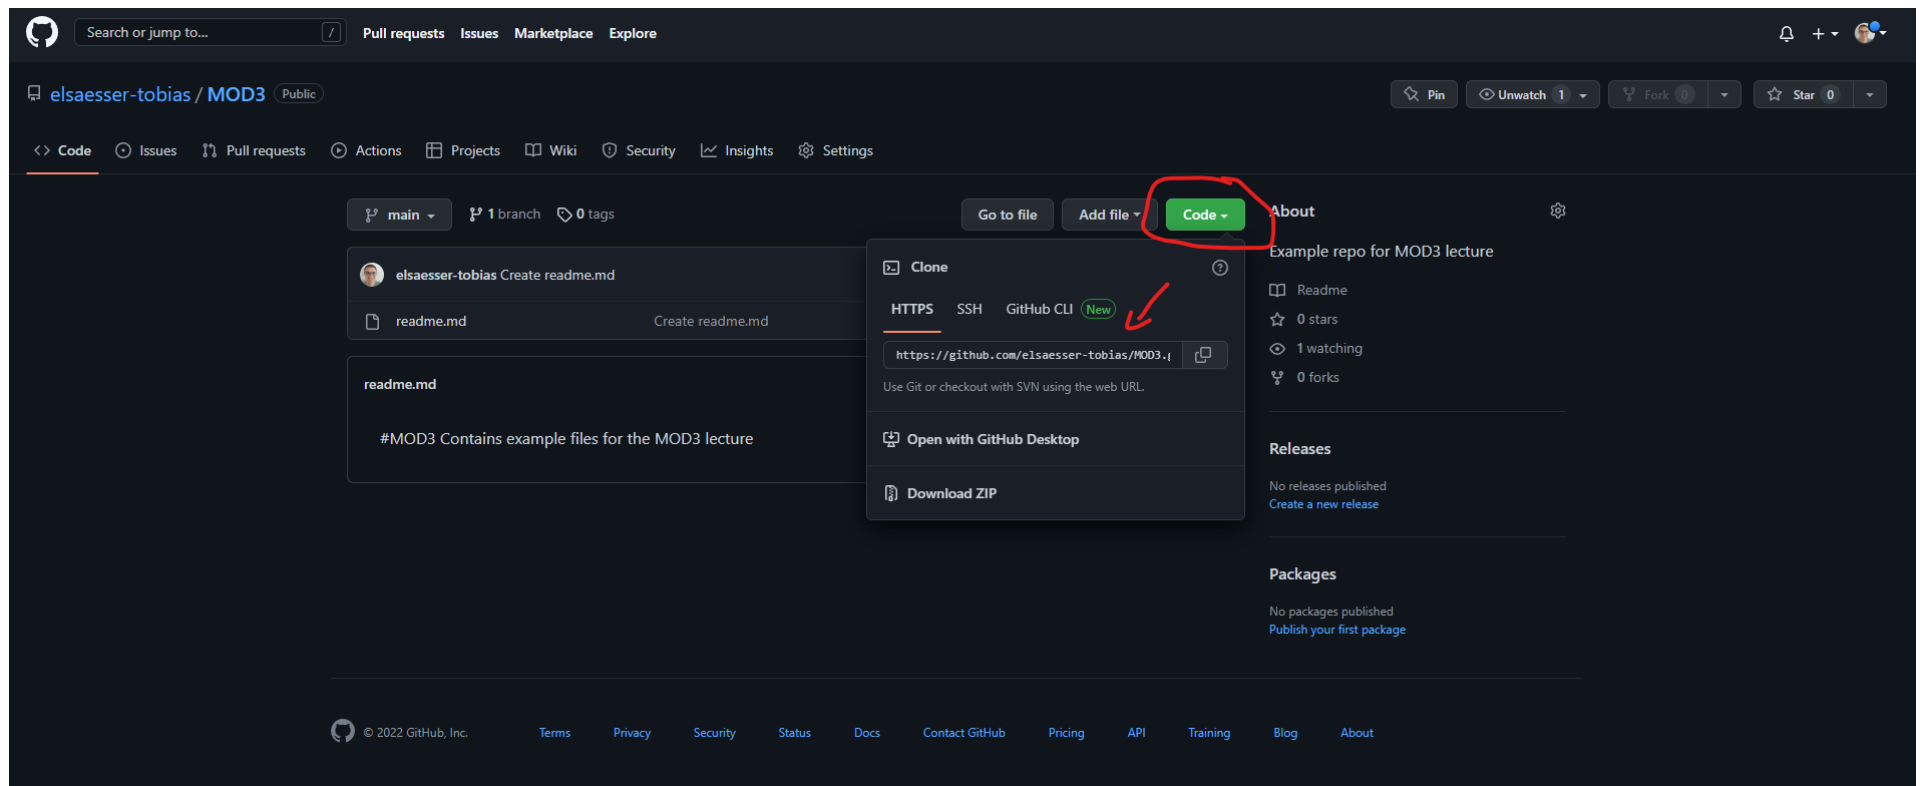 Search or jump to... / Pull requests Issues Marketplace Explore
elsaesser-tobias / MOD3 Public Pin Unwatch 1 Fork 0 Star 0
Code Issues Pull requests Actions Projects Wiki Security Insights Settings
main 1 branch 0 tags Go to file Add file Code
elsaesser-tobias Create readme.md
readme.md Create readme.md
readme.md
#MOD3 Contains example files for the MOD3 lecture
Clone
HTTPS SSH GitHub CLI New
https://github.com/elsaesser-tobias/MOD3.
Use Git or checkout with SVN using the web URL.
Open with GitHub Desktop
Download ZIP
About
Example repo for MOD3 lecture
Readme
0 stars
1 watching
0 forks
Releases
No releases published
Create a new release
Packages
No packages published
Publish your first package
© 2022 GitHub, Inc. Terms Privacy Security Status Docs Contact GitHub Pricing API Training Blog About